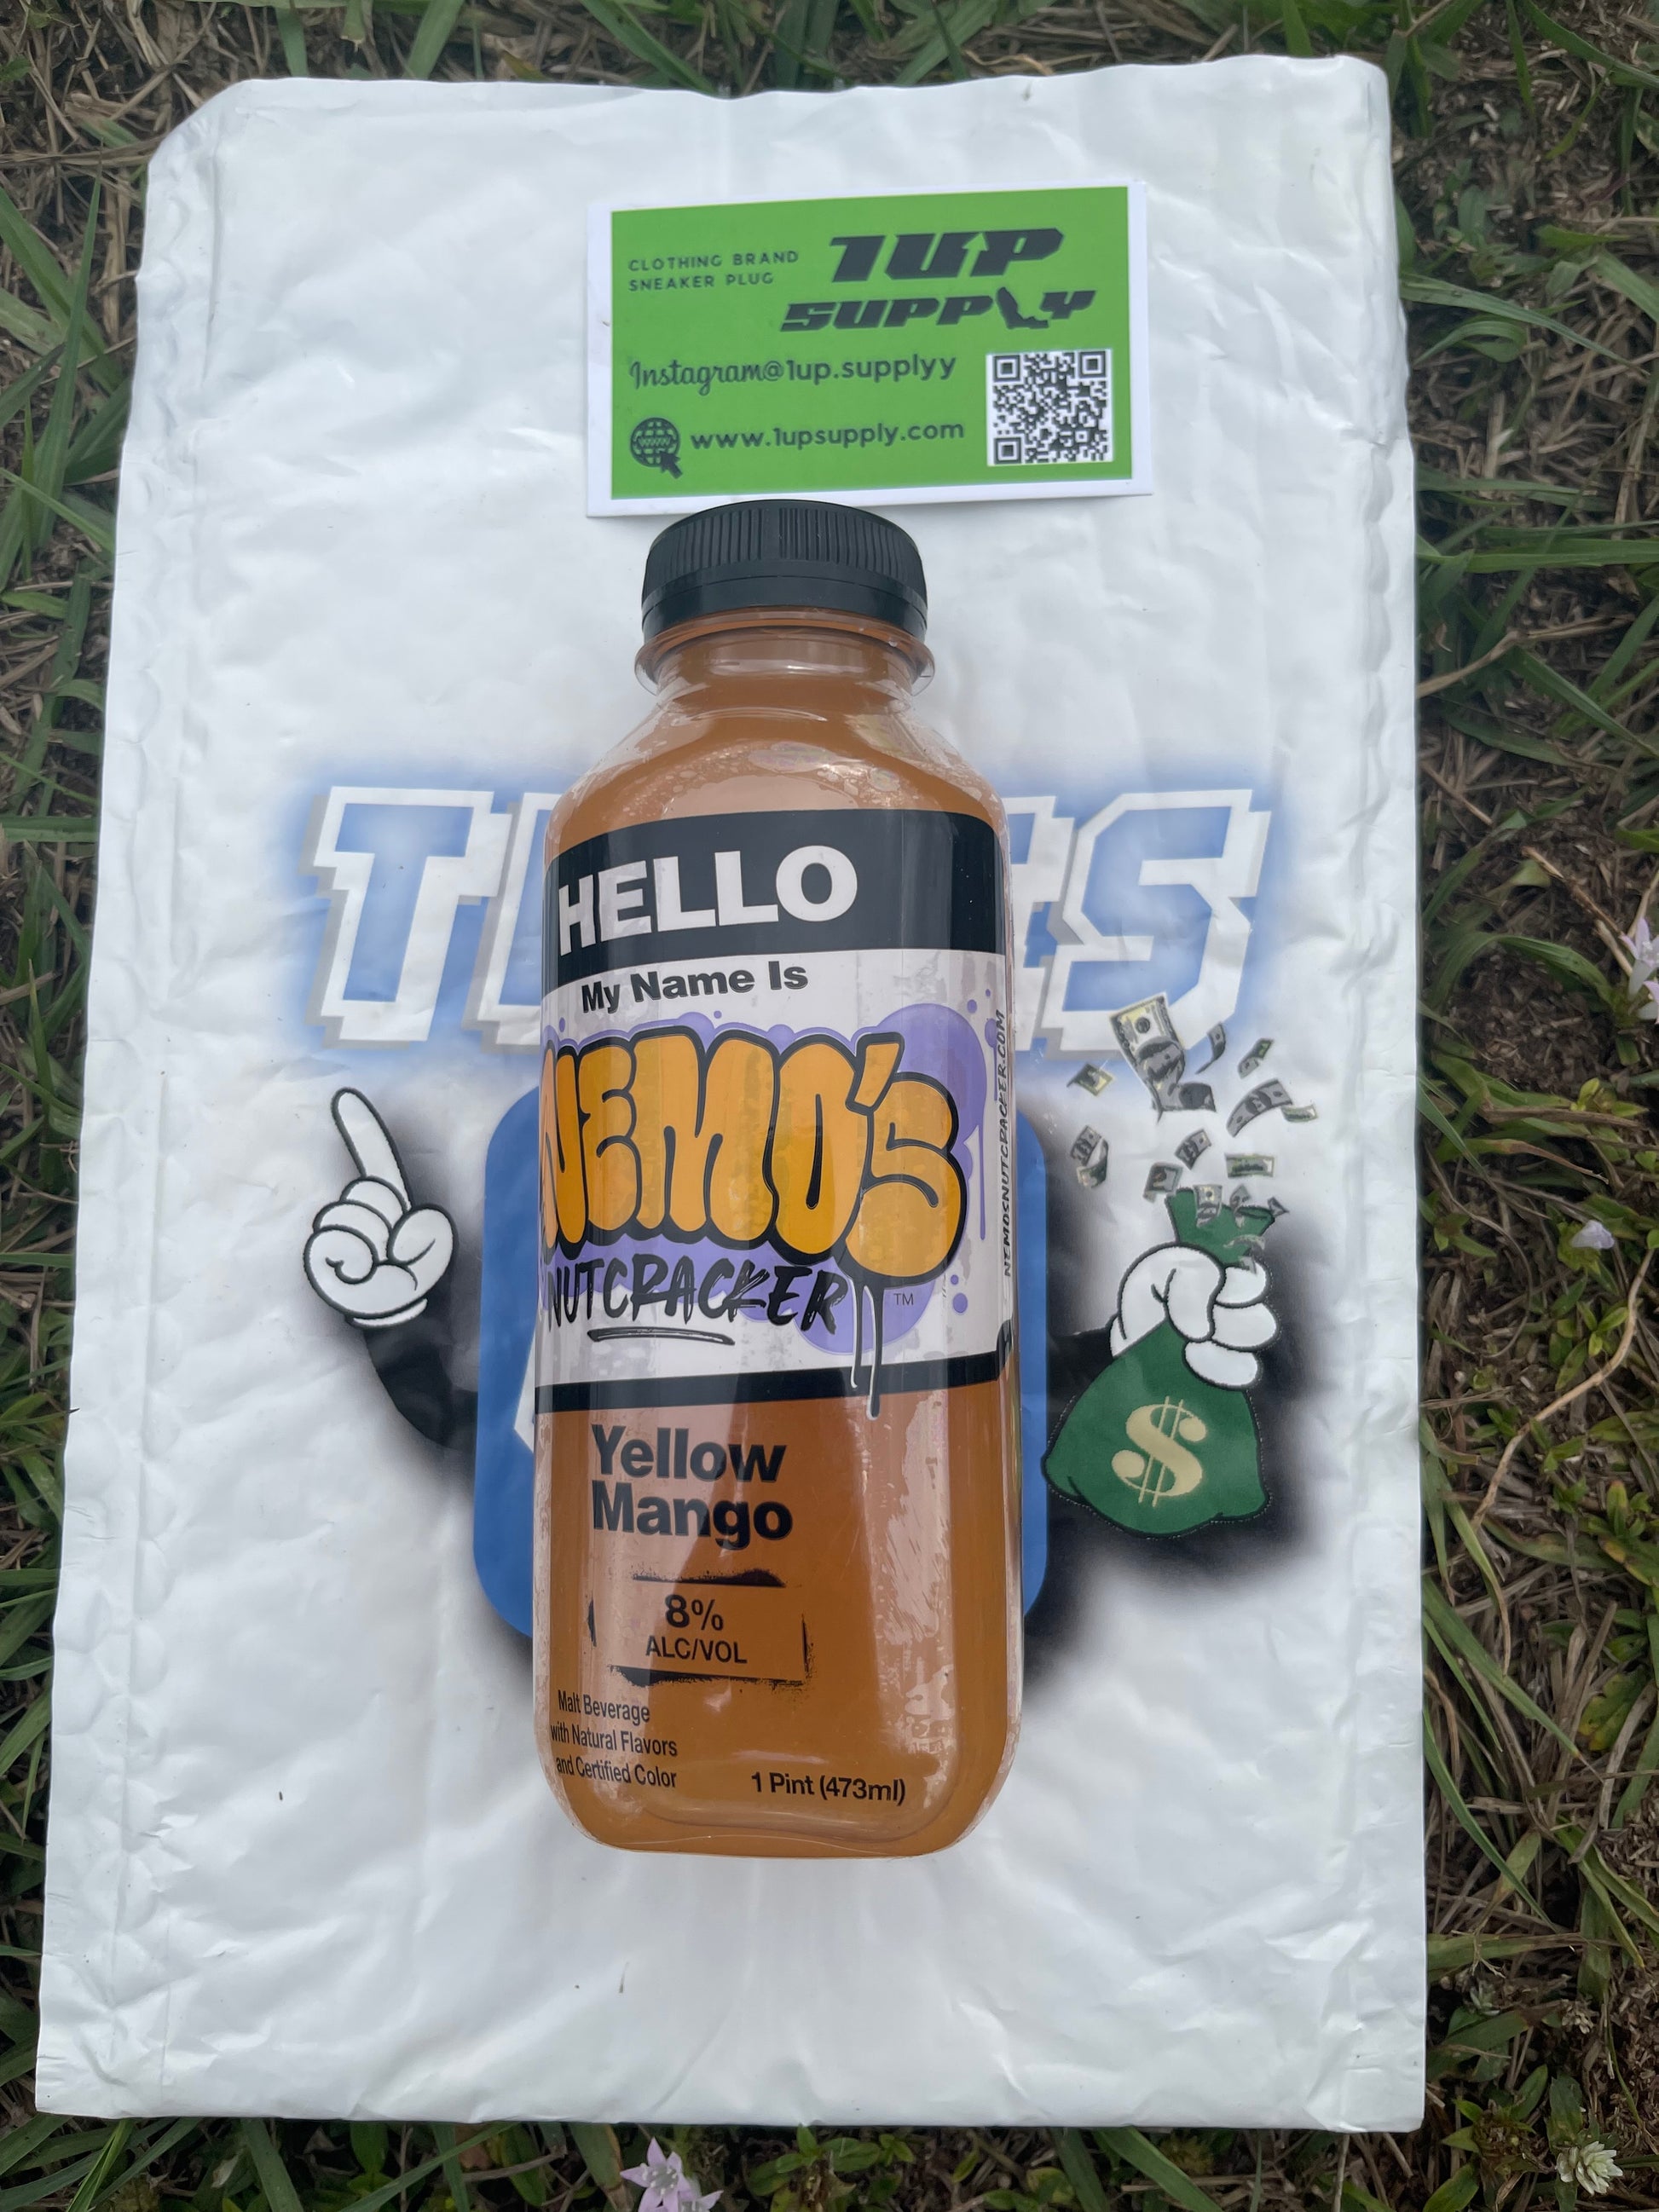 CLOTHING BRAND
SNEAKER PLUG
1UP
SUPPLY
Instagram@1up.supplyy
www.1upsupply.com
HELLO
My Name Is
NEMO'S
NUTCRACKER
TM
NEMOSNUTCRACKER.COM
Yellow
Mango
8%
ALC/VOL
Malt Beverage
with Natural Flavors
and Certified Color
1 Pint (473ml)
$